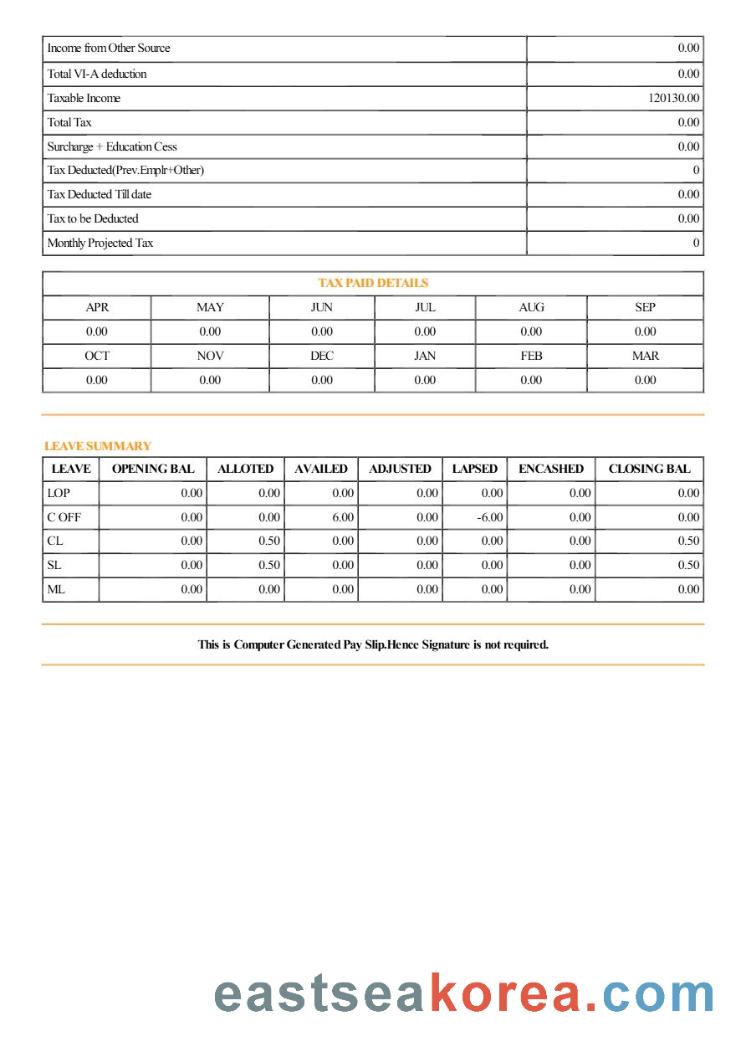 Income from Other Source 0.00
Total VI-A deduction 0.00
Taxable Income 120130.00
Total Tax 0.00
Surcharge + Education Cess 0.00
Tax Deducted(Prev.Emplr+Other) 0
Tax Deducted Till date 0.00
Tax to be Deducted 0.00
Monthly Projected Tax 0
TAX PAID DETAILS
APR MAY JUN JUL AUG SEP
0.00 0.00 0.00 0.00 0.00 0.00
OCT NOV DEC JAN FEB MAR
0.00 0.00 0.00 0.00 0.00 0.00
LEAVE SUMMARY
LEAVE OPENING BAL ALLOTED AVAILED ADJUSTED LAPSED ENCASHED CLOSING BAL
LOP 0.00 0.00 0.00 0.00 0.00 0.00 0.00
C OFF 0.00 0.00 6.00 0.00 -6.00 0.00 0.00
CL 0.00 0.50 0.00 0.00 0.00 0.00 0.50
SL 0.00 0.50 0.00 0.00 0.00 0.00 0.50
ML 0.00 0.00 0.00 0.00 0.00 0.00 0.00
This is Computer Generated Pay Slip.Hence Signature is not required.
eastseakorea.com